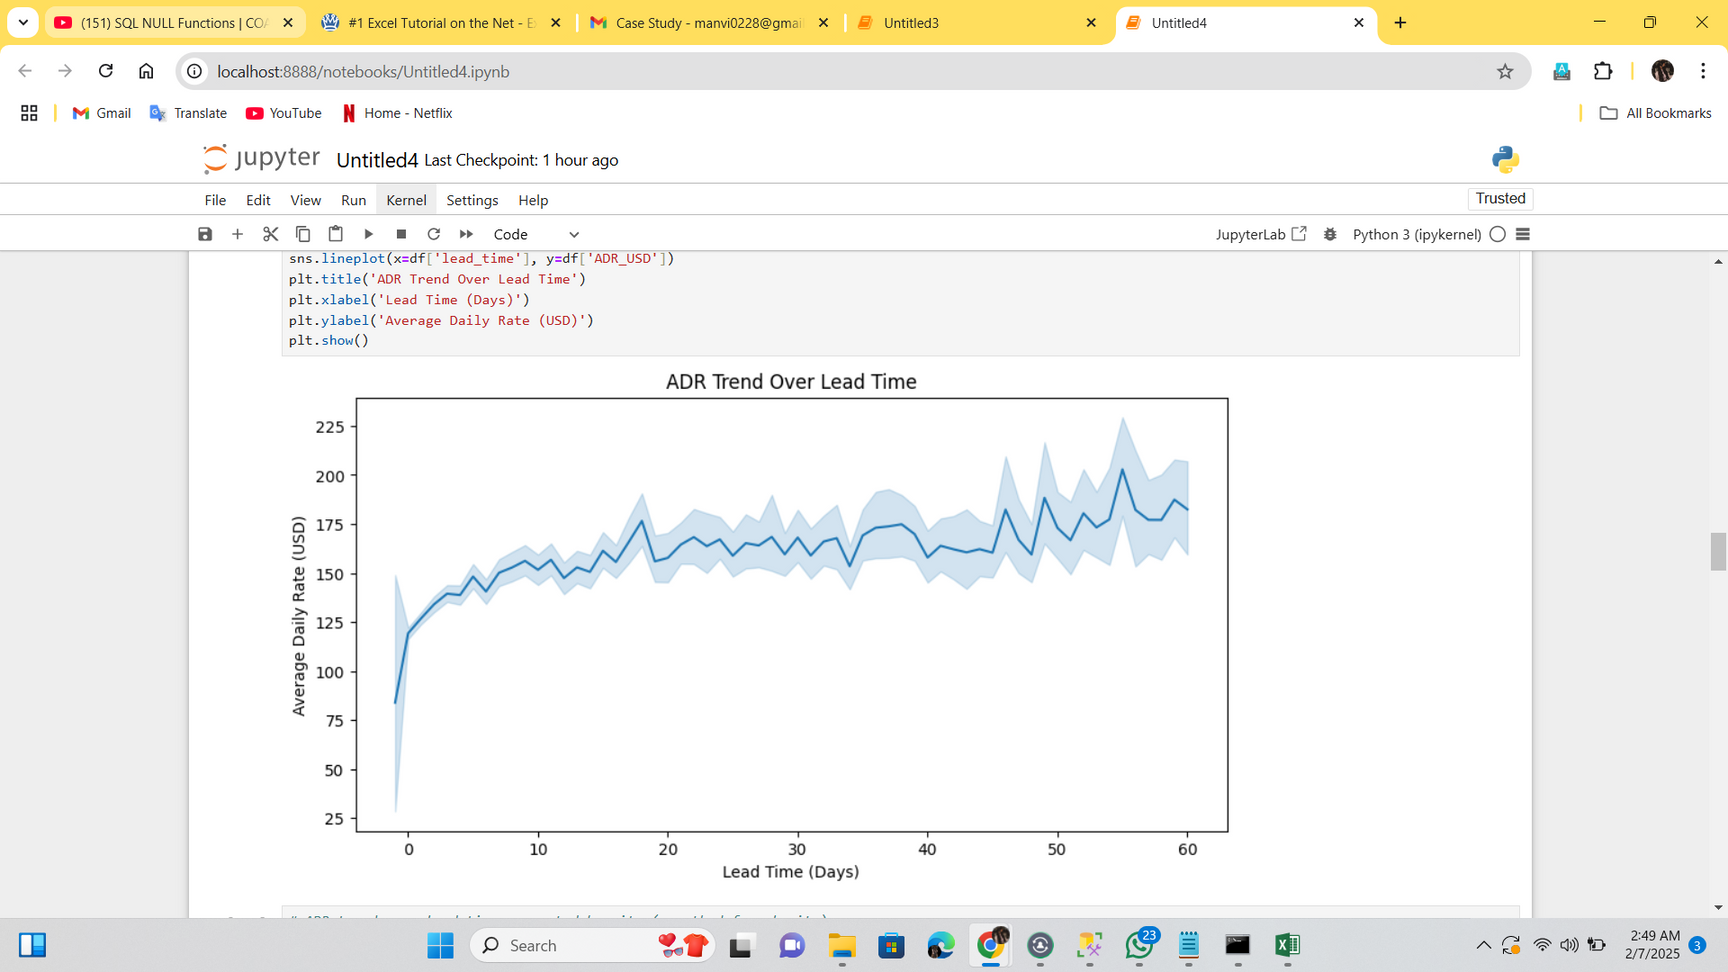 (151) SQL NULL Functions | COA
#1 Excel Tutorial on the Net - E
Case Study - manvi0228@gmai
Untitled3
Untitled4
localhost:8888/notebooks/Untitled4.ipynb
Gmail
Translate
YouTube
Home - Netflix
All Bookmarks
jupyter Untitled4 Last Checkpoint: 1 hour ago
File Edit View Run Kernel Settings Help
Trusted
Code
JupyterLab
Python 3 (ipykernel)
sns.lineplot(x=df['lead_time'], y=df['ADR_USD'])
plt.title('ADR Trend Over Lead Time')
plt.xlabel('Lead Time (Days)')
plt.ylabel('Average Daily Rate (USD)')
plt.show()
ADR Trend Over Lead Time
Average Daily Rate (USD)
225
200
175
150
125
100
75
50
25
0 10 20 30 40 50 60
Lead Time (Days)
Search
23
2:49 AM
2/7/2025
3